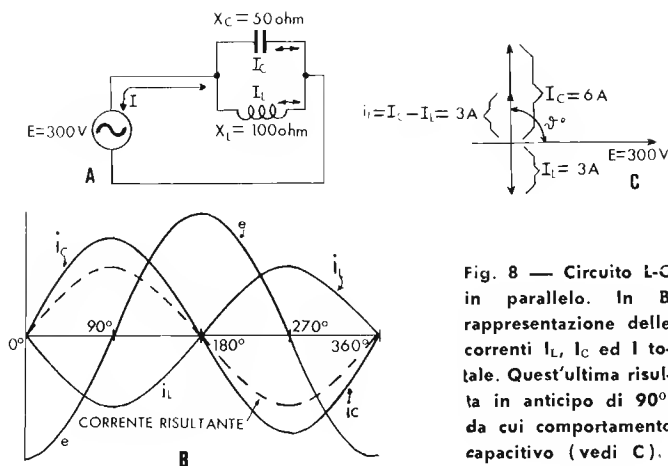 X_C = 50 ohm
I_C
I
I_L
E=300V
X_L=100ohm
A
I_C=6A
i_t=I_C-I_L= 3A
ϑ°
E=300V
I_L= 3A
C
i_C
e
i_L
0°
90°
180°
270°
360°
i_L
e
CORRENTE RISULTANTE
i_C
B
Fig. 8 — Circuito L-C
in parallelo. In B
rappresentazione delle
correnti I_L, I_C ed I to-
tale. Quest'ultima risul-
ta in anticipo di 90°
da cui comportamento
capacitivo (vedi C).